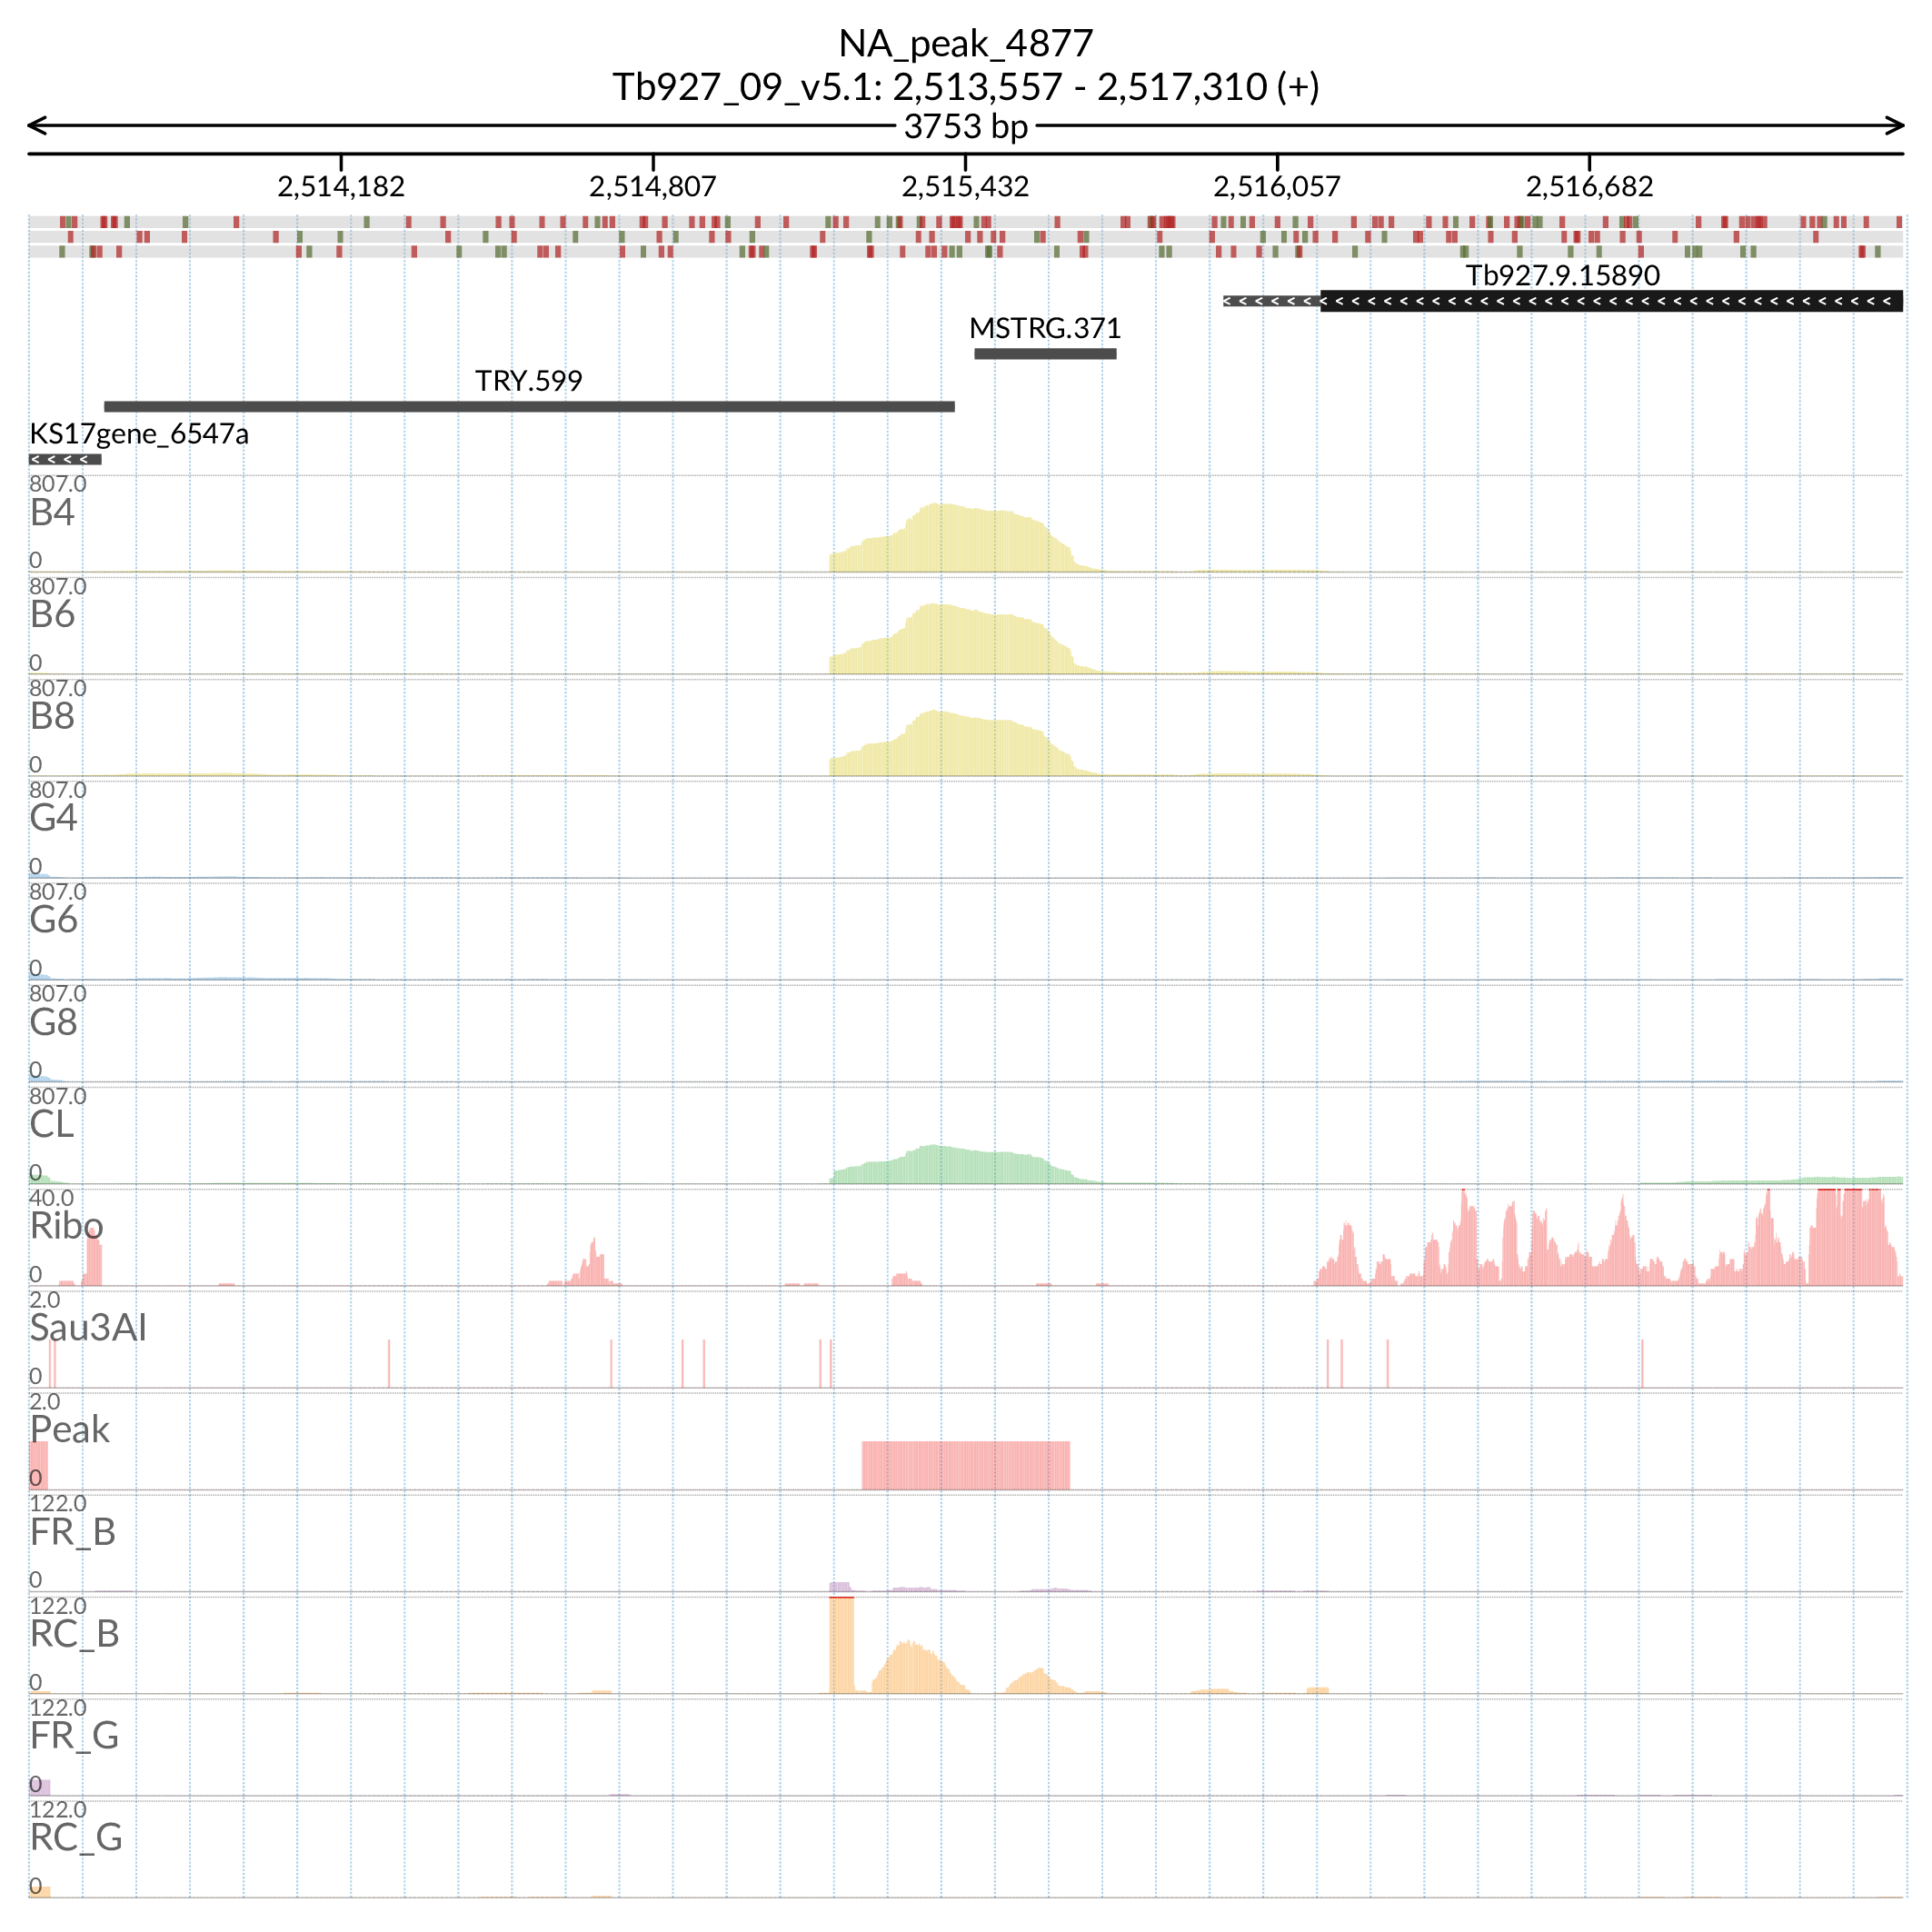 NA_peak_4877
Tb927_09_v5.1: 2,513,557 - 2,517,310 (+)
3753 bp
2,514,182 2,514,807 2,515,432 2,516,057 2,516,682
Tb927.9.15890
MSTRG.371
TRY.599
KS17gene_6547a
807.0
B4
0
807.0
B6
0
807.0
B8
0
807.0
G4
0
807.0
G6
0
807.0
G8
0
807.0
CL
0
40.0
Ribo
0
2.0
Sau3AI
0
2.0
Peak
0
122.0
FR_B
0
122.0
RC_B
0
122.0
FR_G
0
122.0
RC_G
0